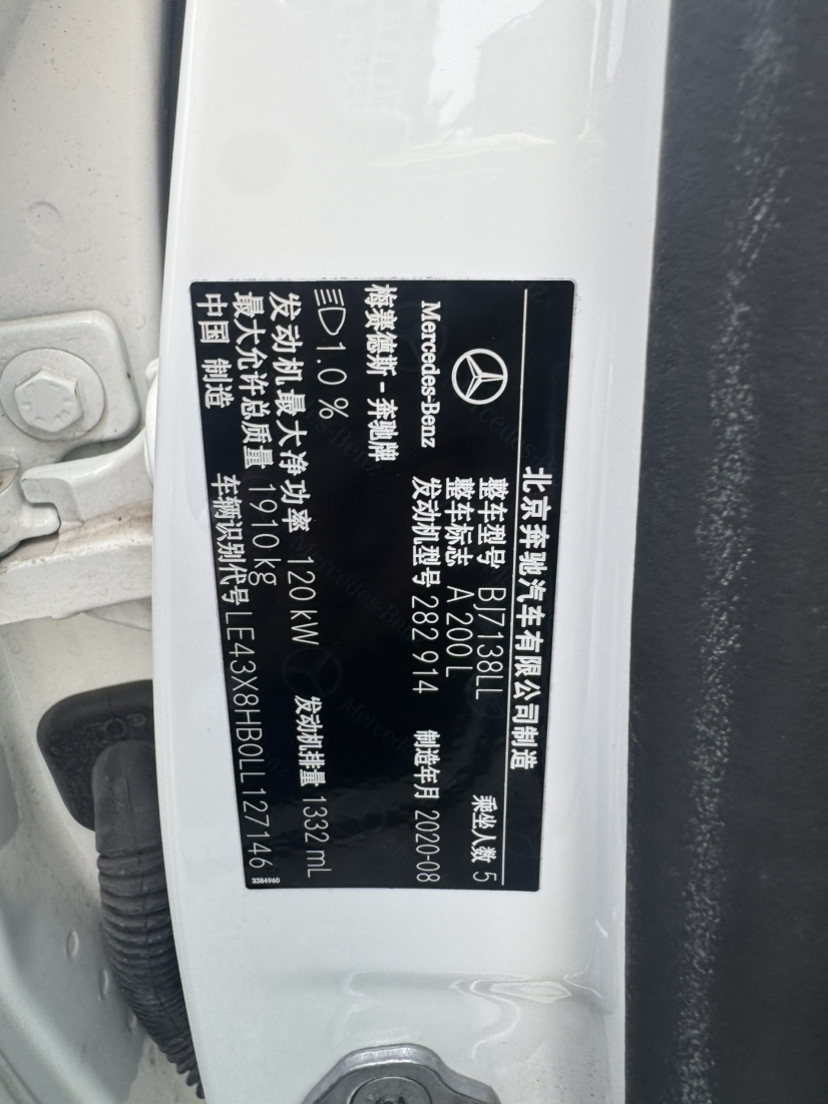 北京奔驰汽车有限公司制造
整车型号 BJ7138LL 乘坐人数 5
整车标志 A 200 L
Mercedes-Benz 发动机型号 282 914 制造年月 2020-08
梅赛德斯-奔驰牌
1.0 %
发动机最大净功率 120 kW 发动机排量 1332 mL
最大允许总质量 1910 kg
中国 制造 车辆识别代号 LE43X8HB0LL127146
3384960